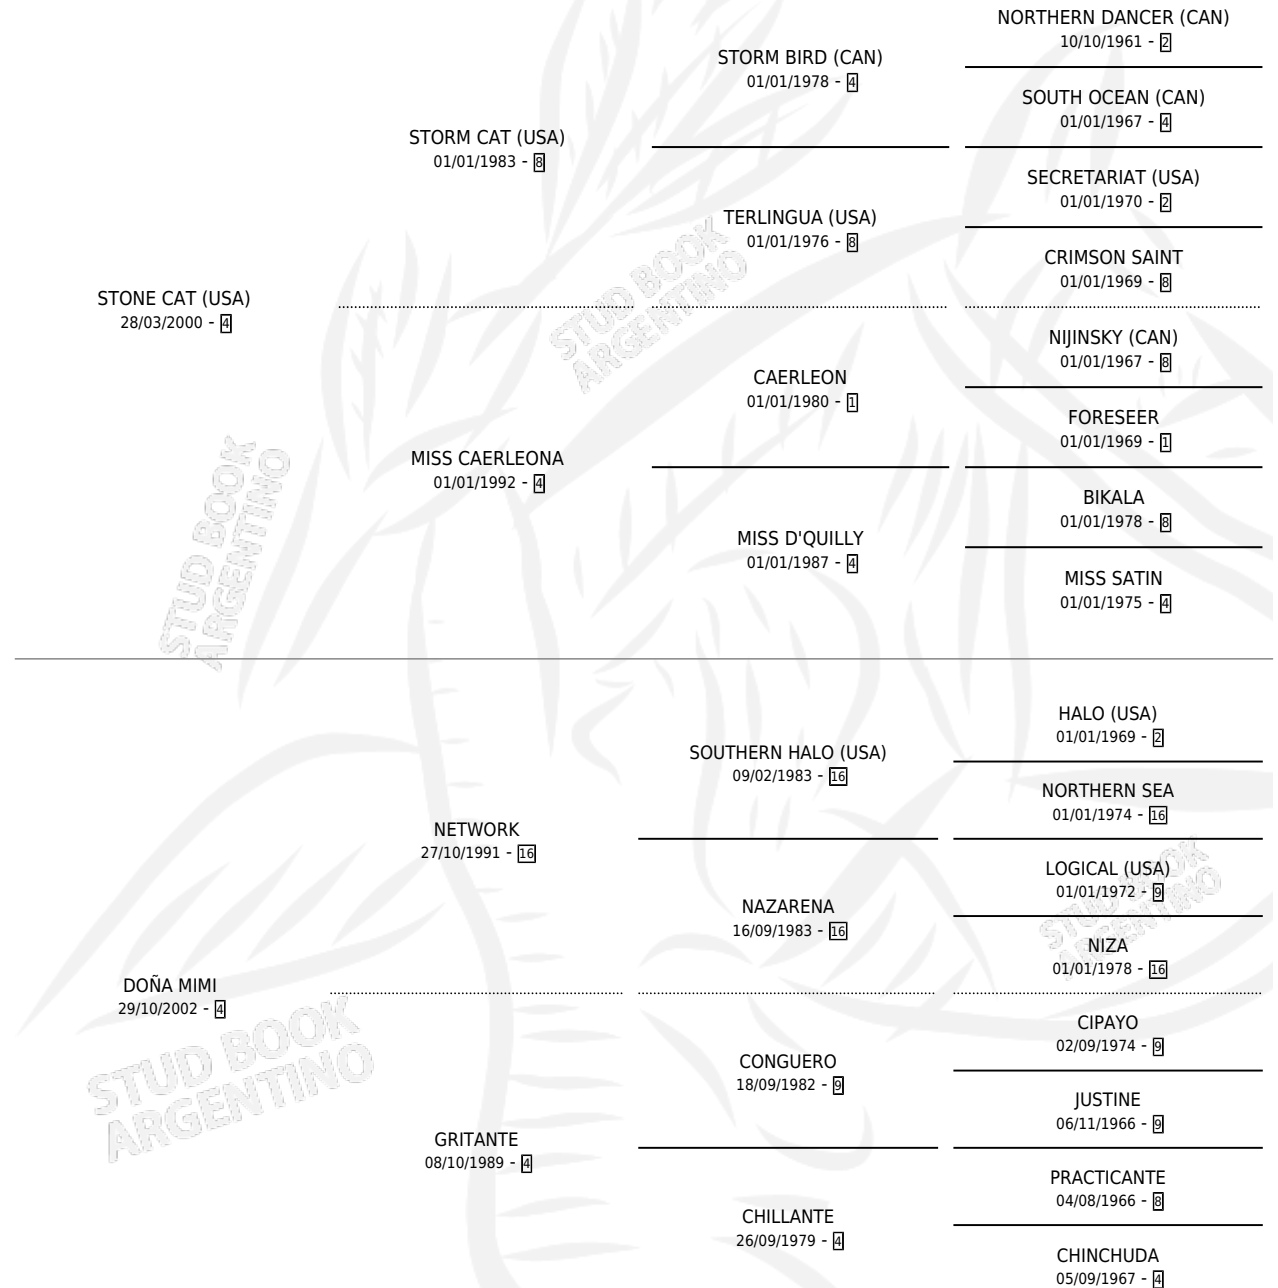 NORTHERN DANCER (CAN)
10/10/1961 - 2
STORM BIRD (CAN)
01/01/1978 - 4
SOUTH OCEAN (CAN)
01/01/1967 - 4
STORM CAT (USA)
01/01/1983 - 8
SECRETARIAT (USA)
01/01/1970 - 2
TERLINGUA (USA)
01/01/1976 - 8
CRIMSON SAINT
01/01/1969 - 8
STONE CAT (USA)
28/03/2000 - 4
NIJINSKY (CAN)
01/01/1967 - 8
CAERLEON
01/01/1980 - 1
FORESEER
01/01/1969 - 1
MISS CAERLEONA
01/01/1992 - 4
BIKALA
01/01/1978 - 8
MISS D'QUILLY
01/01/1987 - 4
MISS SATIN
01/01/1975 - 4
STUD BOOK
ARGENTINO
STUD BOOK
ARGENTINO
HALO (USA)
01/01/1969 - 2
SOUTHERN HALO (USA)
09/02/1983 - 16
NORTHERN SEA
01/01/1974 - 16
NETWORK
27/10/1991 - 16
LOGICAL (USA)
01/01/1972 - 9
NAZARENA
16/09/1983 - 16
NIZA
01/01/1978 - 16
DOÑA MIMI
29/10/2002 - 4
CIPAYO
02/09/1974 - 9
CONGUERO
18/09/1982 - 9
JUSTINE
06/11/1966 - 9
GRITANTE
08/10/1989 - 4
PRACTICANTE
04/08/1966 - 8
CHILLANTE
26/09/1979 - 4
CHINCHUDA
05/09/1967 - 4
STUD BOOK
ARGENTINO
STUD BOOK
ARGENTINO